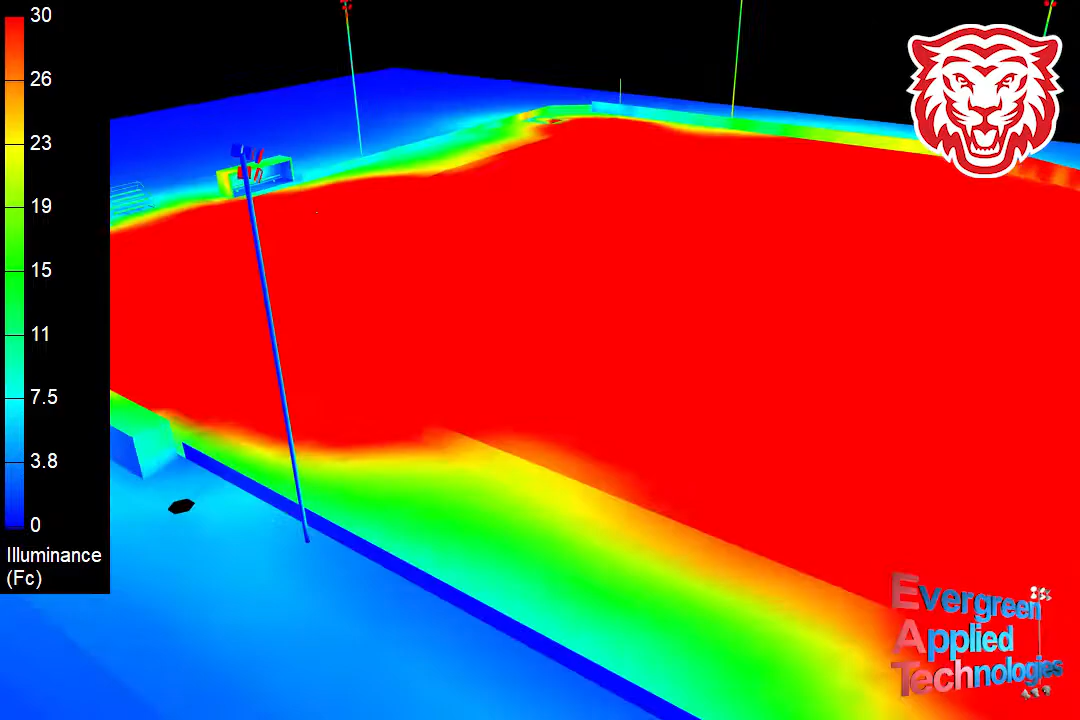 30
26
23
19
15
11
7.5
3.8
0
Illuminance
(Fc)
Evergreen
Applied
Technologies